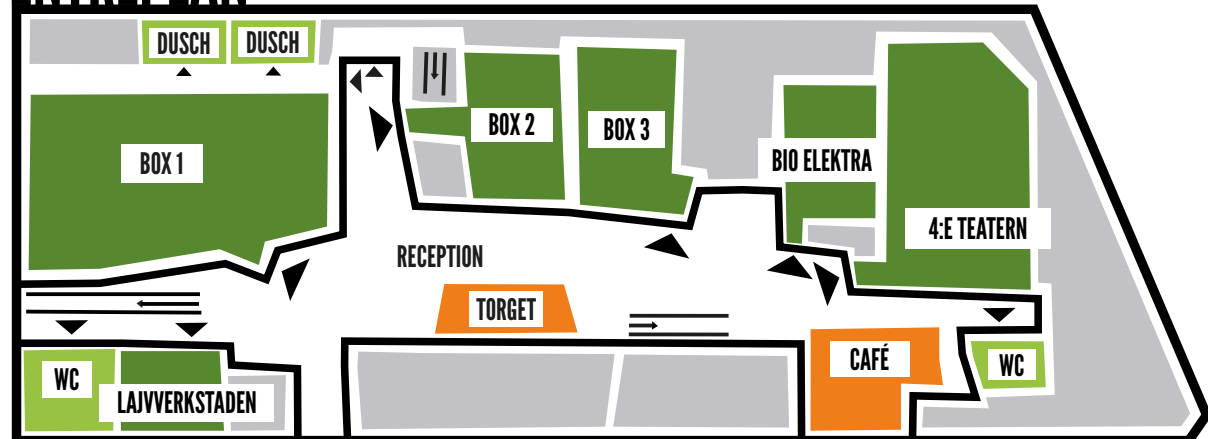 DUSCH
DUSCH
BOX 1
BOX 2
BOX 3
BIO ELEKTRA
4:E TEATERN
RECEPTION
TORGET
CAFÉ
WC
WC
LAJVVERKSTADEN